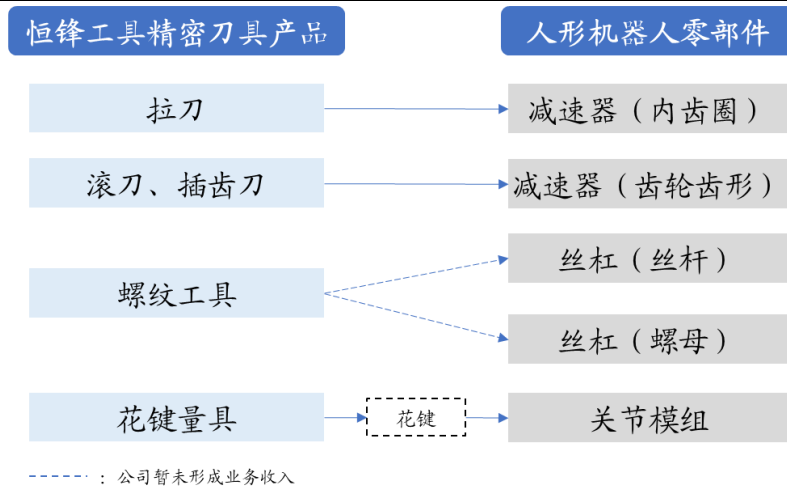 恒锋工具精密刀具产品
人形机器人零部件
拉刀
减速器（内齿圈）
滚刀、插齿刀
减速器（齿轮齿形）
螺纹工具
丝杠（丝杆）
丝杠（螺母）
花键量具
花键
关节模组
：公司暂未形成业务收入